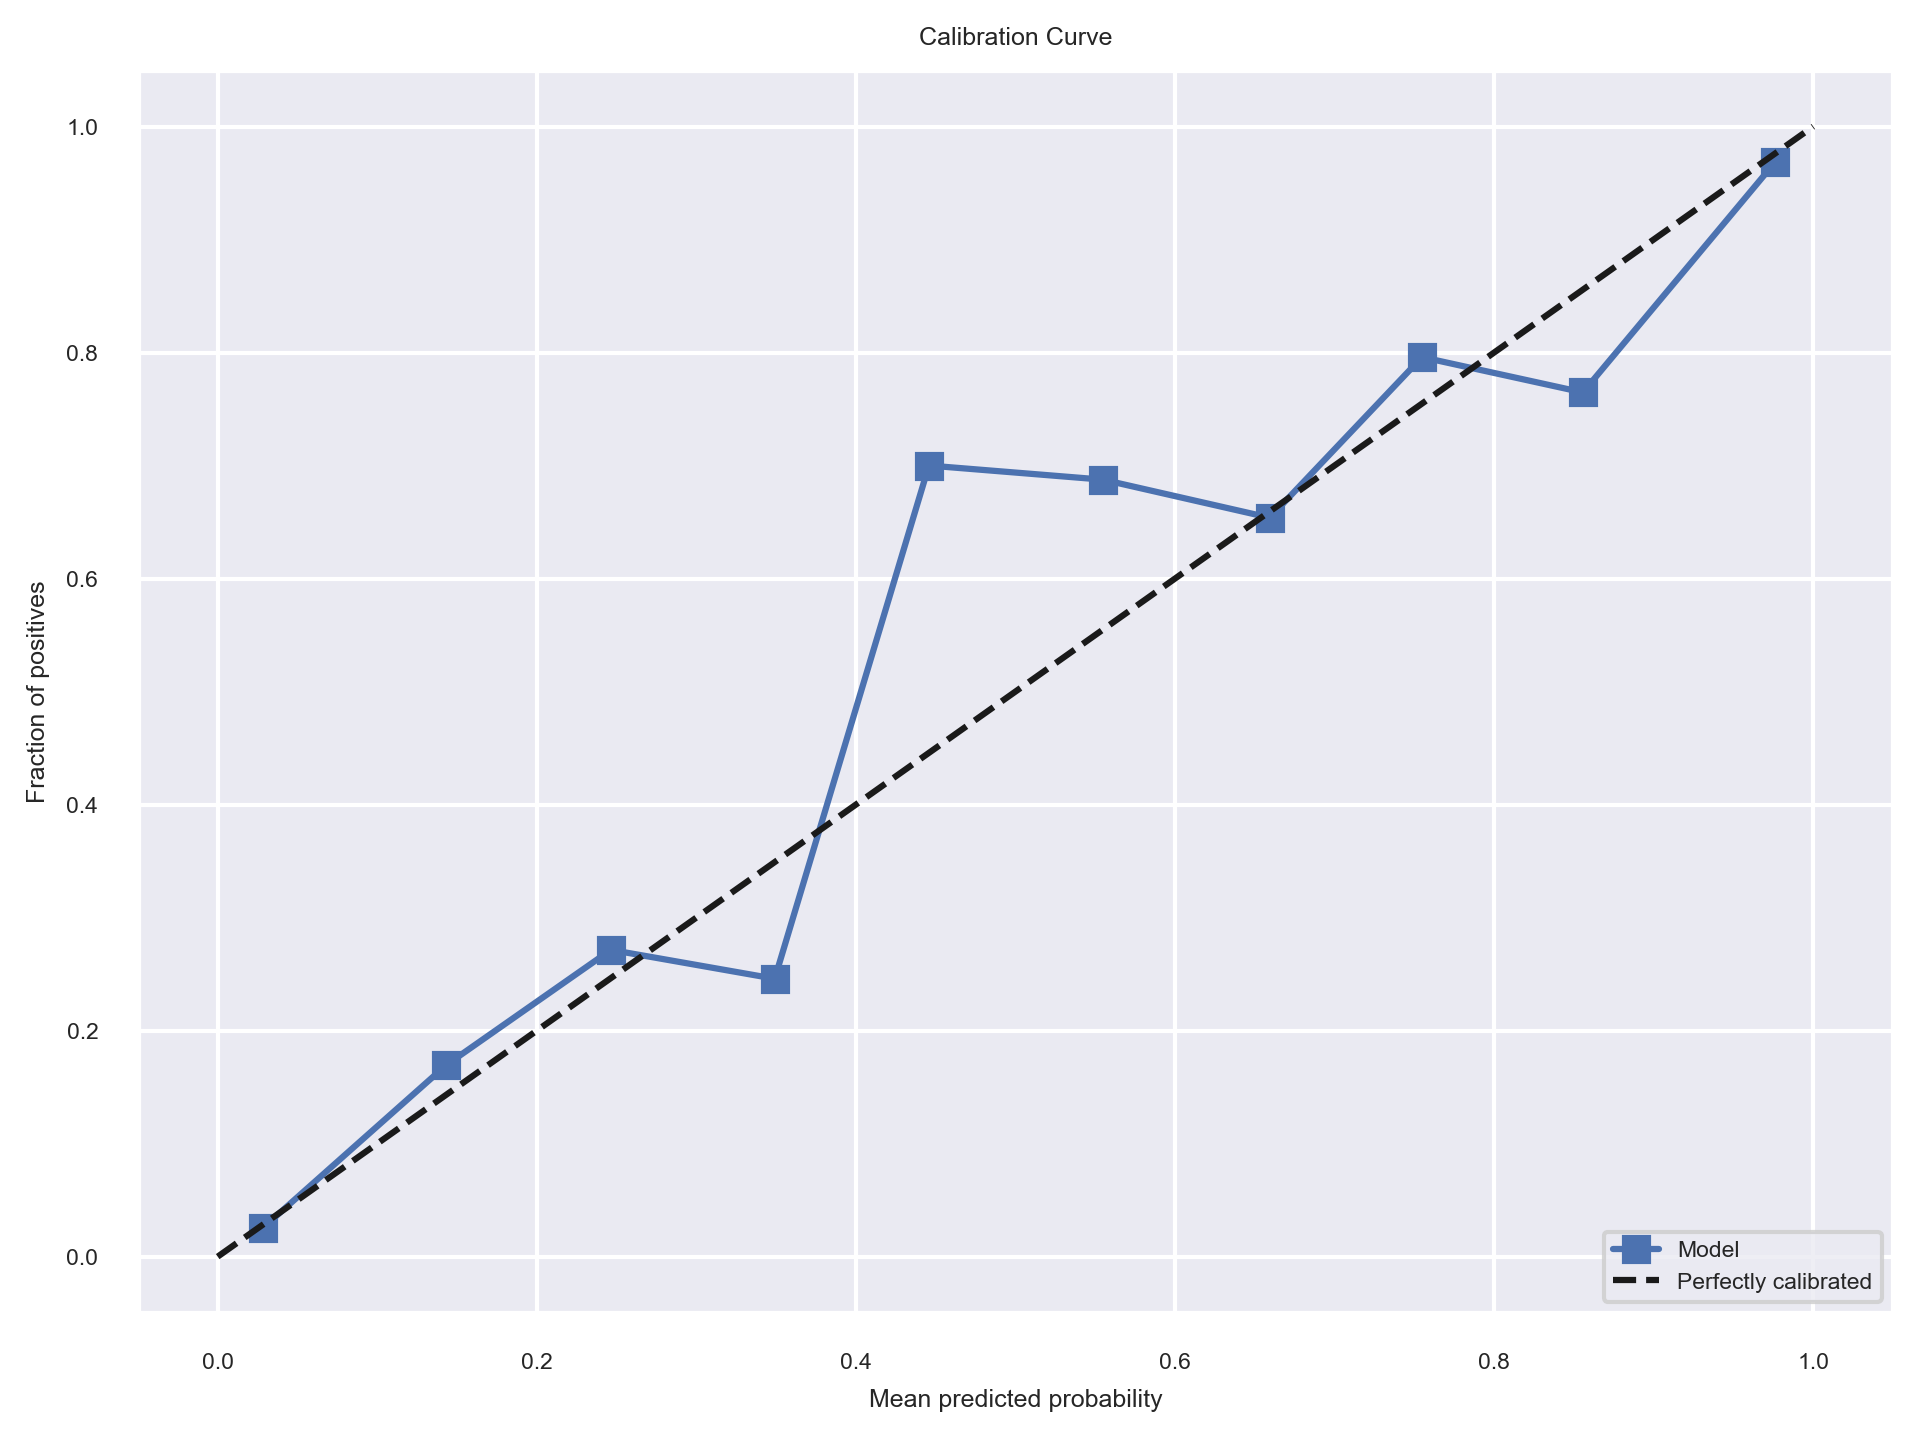 Calibration Curve
1.0
0.8
0.6
0.4
0.2
0.0
Fraction of positives
0.0 0.2 0.4 0.6 0.8 1.0
Mean predicted probability
Model
Perfectly calibrated